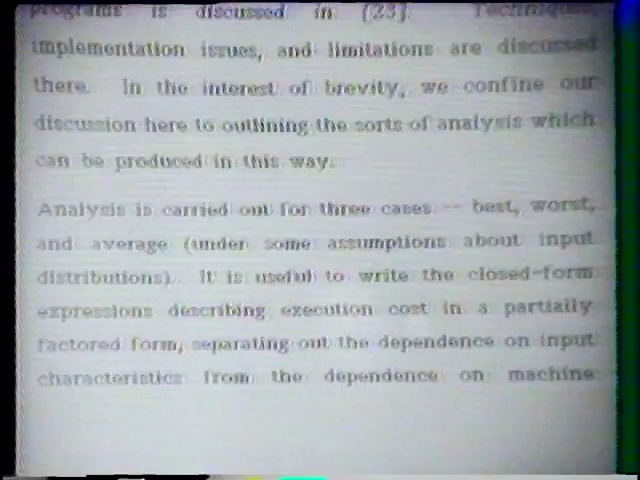 programs is discussed in [23]. Techniques,
implementation issues, and limitations are discussed
there. In the interest of brevity, we confine our
discussion here to outlining the sorts of analysis which
can be produced in this way.
Analysis is carried out for three cases -- best, worst,
and average (under some assumptions about input
distributions). It is useful to write the closed-form
expressions describing execution cost in a partially
factored form, separating out the dependence on input
characteristics from the dependence on machine